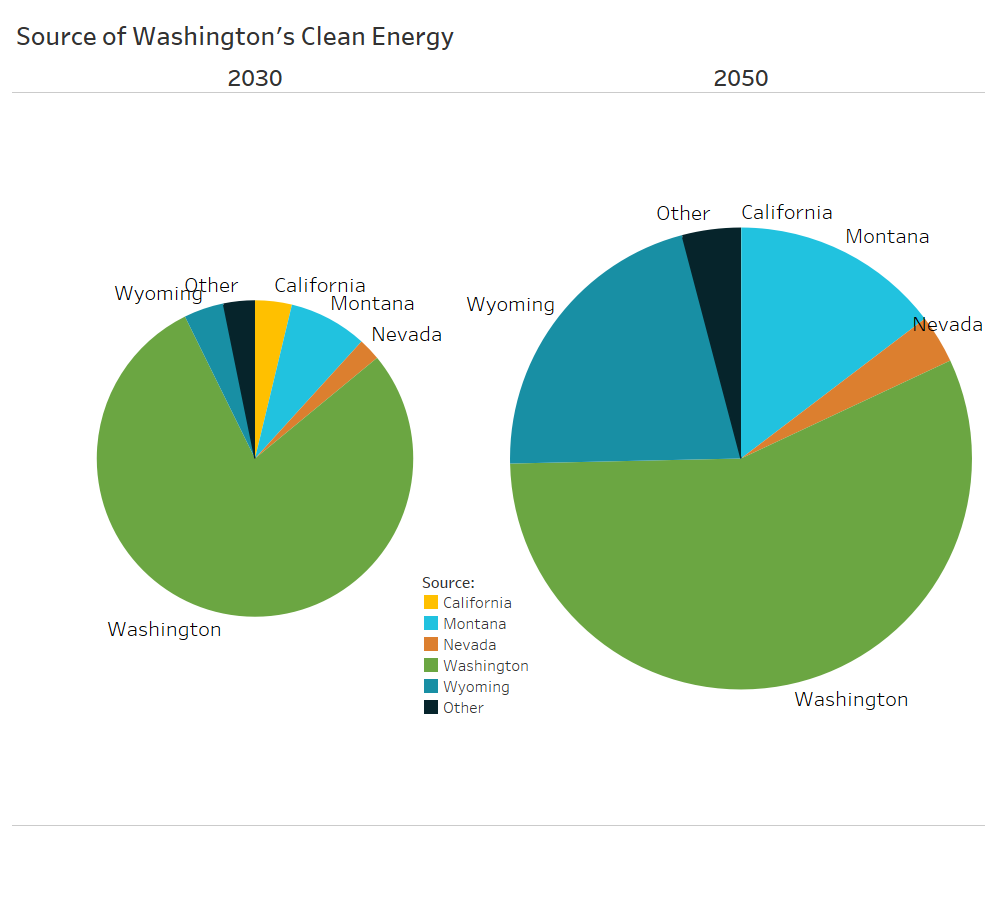 Source of Washington's Clean Energy
2030
2050
Other
California
Montana
Wyoming
Nevada
Washington
Other
California
Montana
Wyoming
Nevada
Washington
Source:
California
Montana
Nevada
Washington
Wyoming
Other